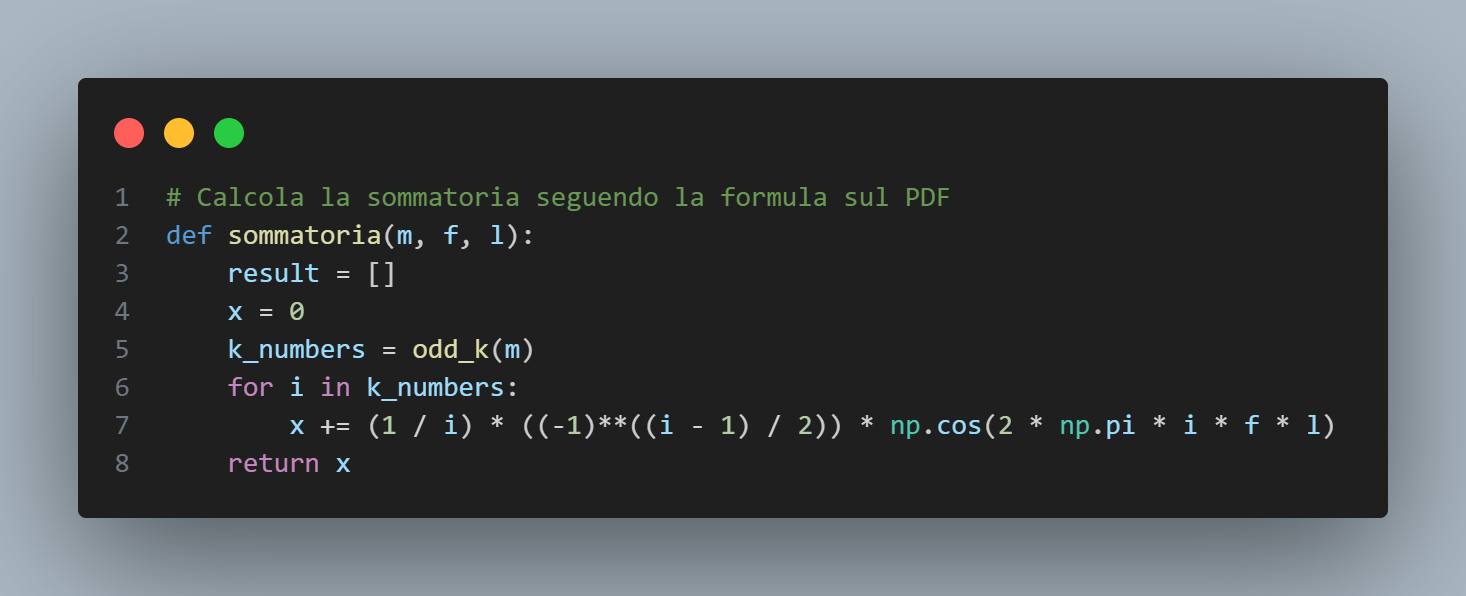 1 # Calcola la sommatoria seguendo la formula sul PDF
2 def sommatoria(m, f, l):
3     result = []
4     x = 0
5     k_numbers = odd_k(m)
6     for i in k_numbers:
7         x += (1 / i) * ((-1)**((i - 1) / 2)) * np.cos(2 * np.pi * i * f * l)
8     return x